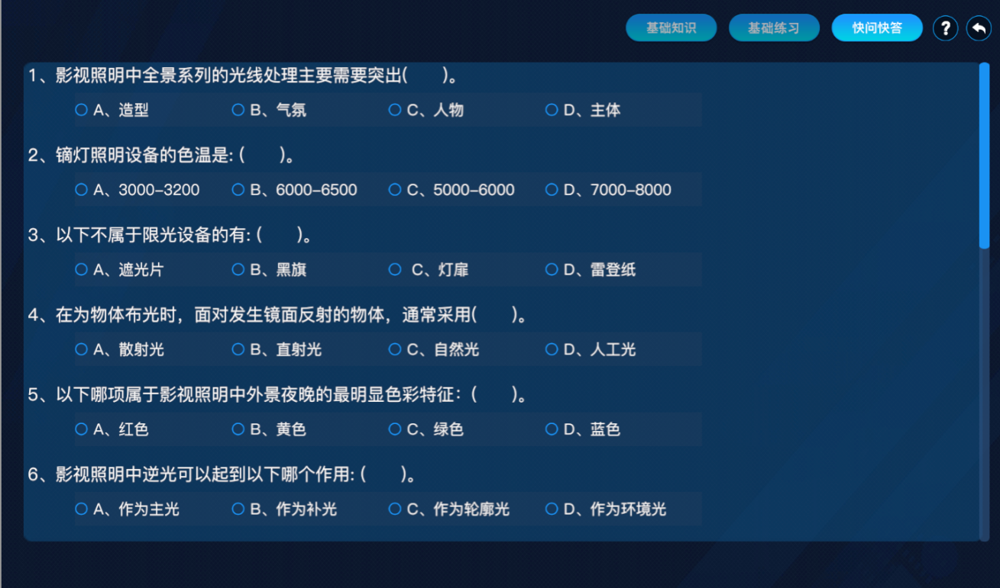 基础知识 基础练习 快问快答 ?
1、影视照明中全景系列的光线处理主要需要突出(  )。
A、造型 B、气氛 C、人物 D、主体
2、镝灯照明设备的色温是:(  )。
A、3000–3200 B、6000–6500 C、5000–6000 D、7000–8000
3、以下不属于限光设备的有:(  )。
A、遮光片 B、黑旗 C、灯扉 D、雷登纸
4、在为物体布光时，面对发生镜面反射的物体，通常采用(  )。
A、散射光 B、直射光 C、自然光 D、人工光
5、以下哪项属于影视照明中外景夜晚的最明显色彩特征：(  )。
A、红色 B、黄色 C、绿色 D、蓝色
6、影视照明中逆光可以起到以下哪个作用:(  )。
A、作为主光 B、作为补光 C、作为轮廓光 D、作为环境光